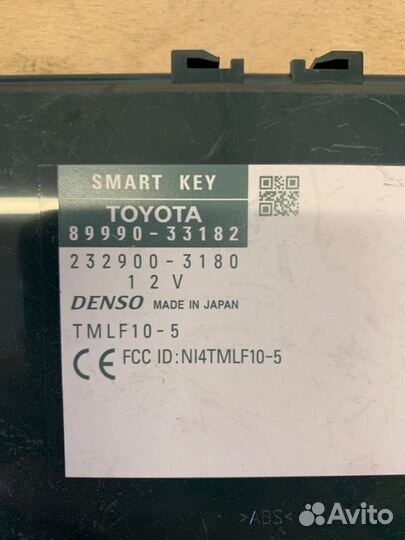 SMART KEY
TOYOTA
89990-33182
232900-3180
12V
DENSO MADE IN JAPAN
TMLF10-5
CE FCC ID:NI4TMLF10-5
>ABS<
Avito